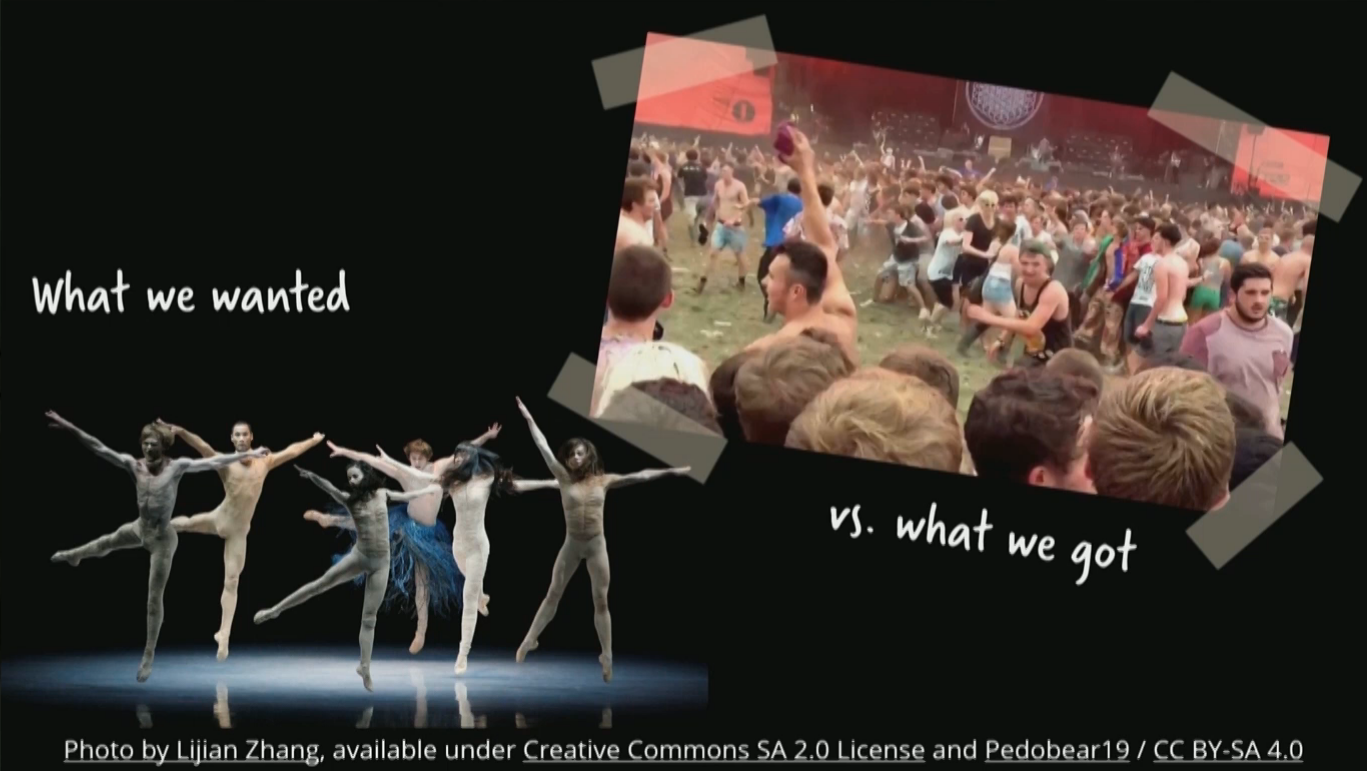 What we wanted
vs. what we got
Photo by Lijian Zhang, available under Creative Commons SA 2.0 License and Pedobear19 / CC BY-SA 4.0